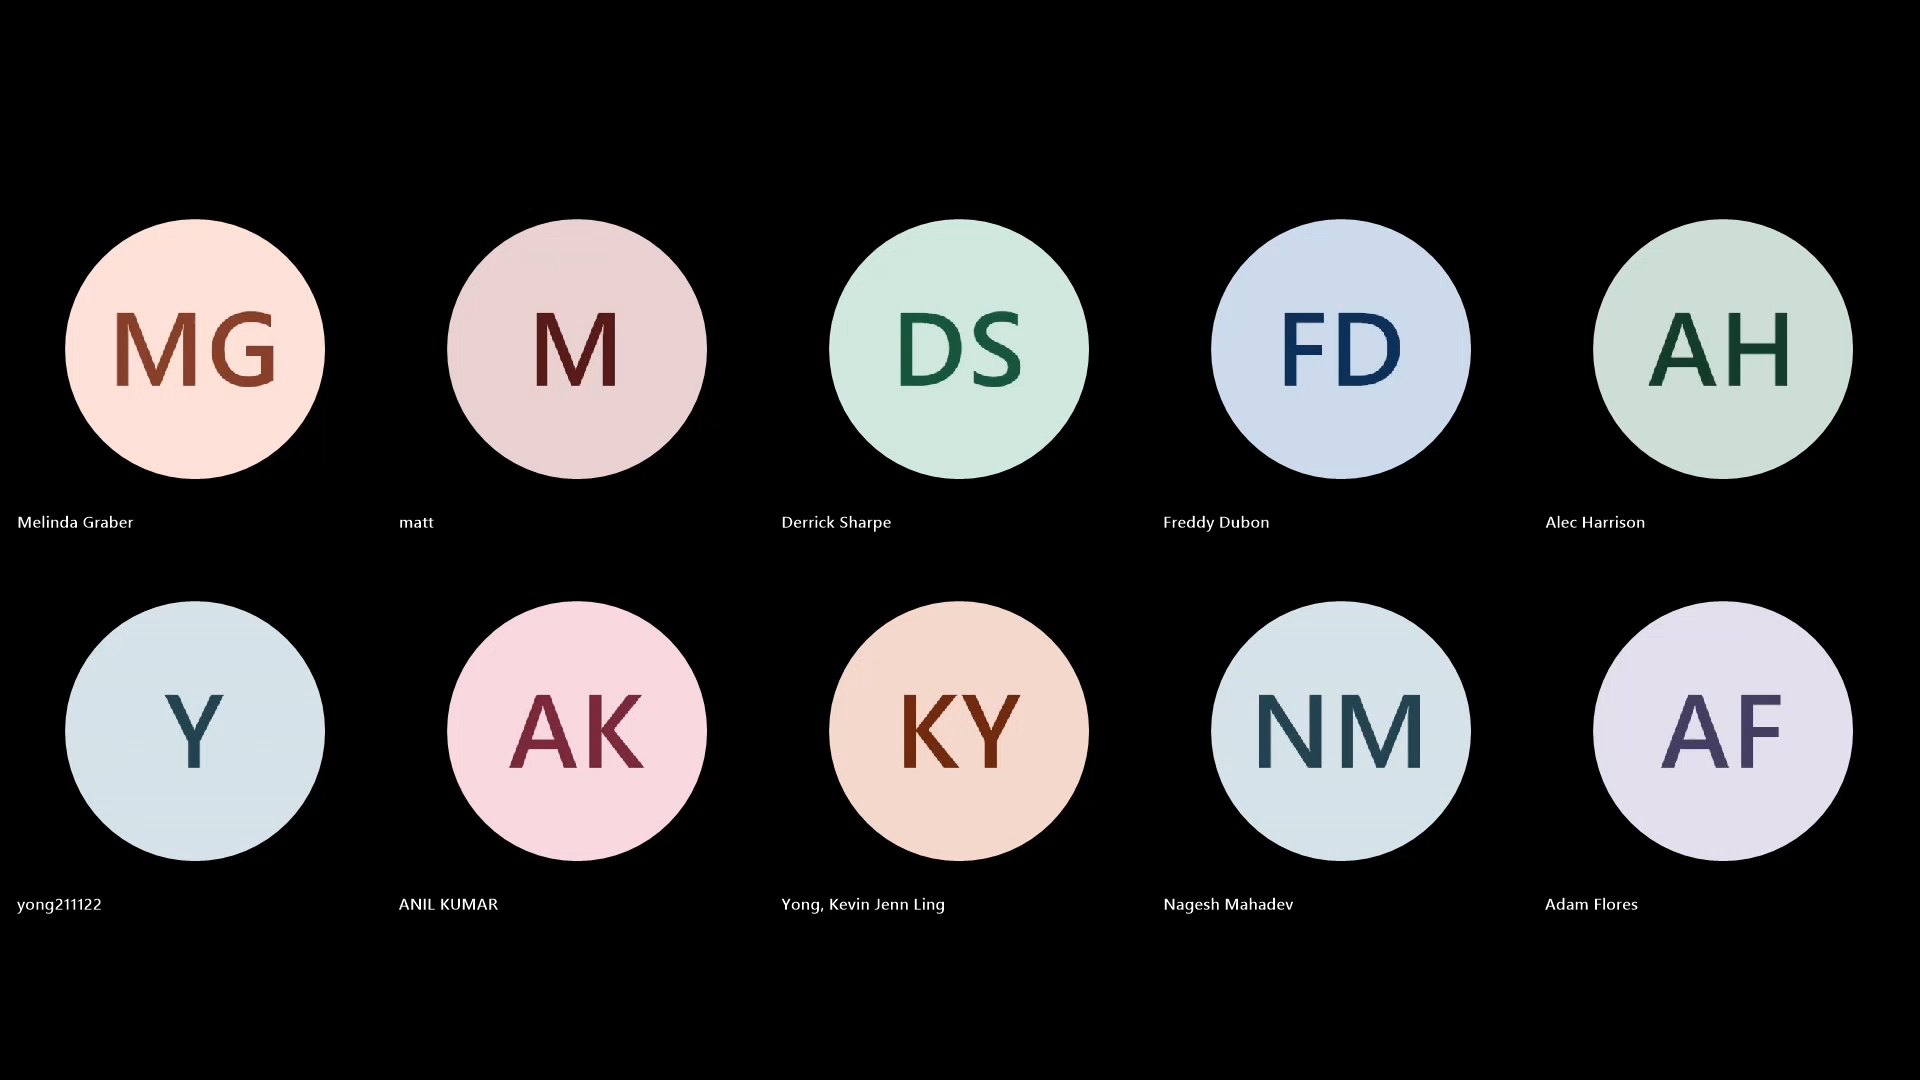 MG
M
DS
FD
AH
Melinda Graber
matt
Derrick Sharpe
Freddy Dubon
Alec Harrison
Y
AK
KY
NM
AF
yong211122
ANIL KUMAR
Yong, Kevin Jenn Ling
Nagesh Mahadev
Adam Flores